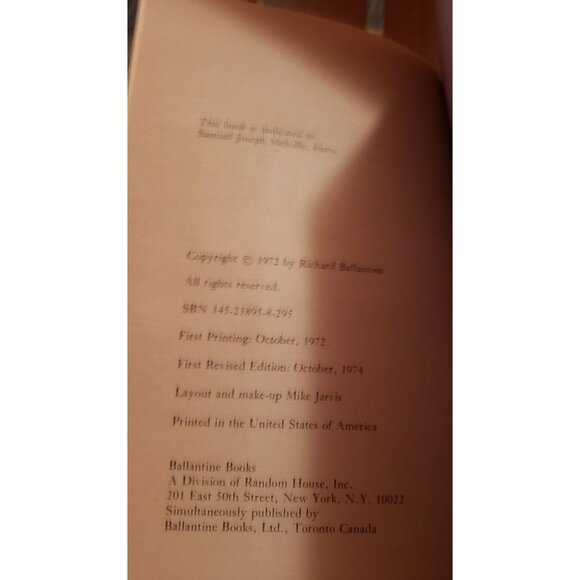 This book is dedicated to
Samuel Joseph
Copyright © 1972 by Richard Ballantine
All rights reserved.
SBN 345-23895-8-295
First Printing: October, 1972
First Revised Edition: October, 1974
Layout and make-up Mike Jarvis
Printed in the United States of America
Ballantine Books
A Division of Random House, Inc.
201 East 50th Street, New York, N.Y. 10022
Simultaneously published by
Ballantine Books, Ltd., Toronto Canada